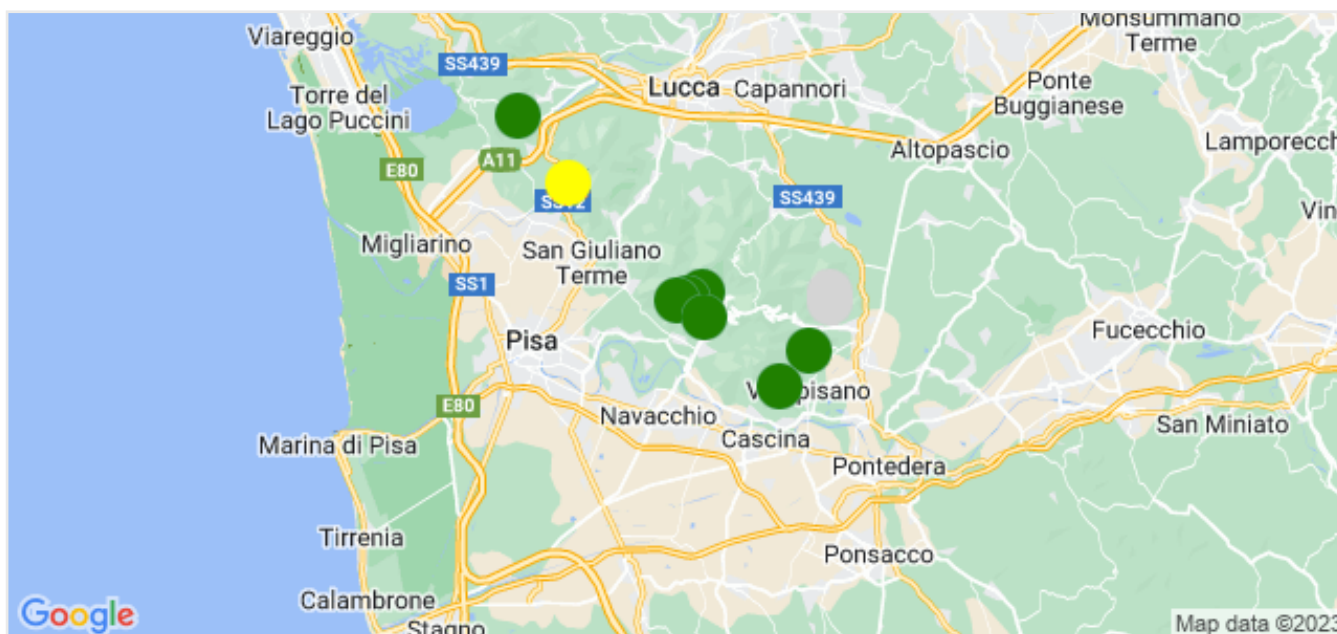 Monsummano
Terme
Viareggio
SS439
Lucca
Capannori
Ponte
Buggianese
Torre del
Lago Puccini
A11
Altopascio
Lamporecch
E80
SS439
Vin
Migliarino
San Giuliano
Terme
SS1
Pisa
Fucecchio
E80
Navacchio
Cascina
San Miniato
Marina di Pisa
Pontedera
Tirrenia
Ponsacco
Calambrone
Stagno
Google
Map data ©2023